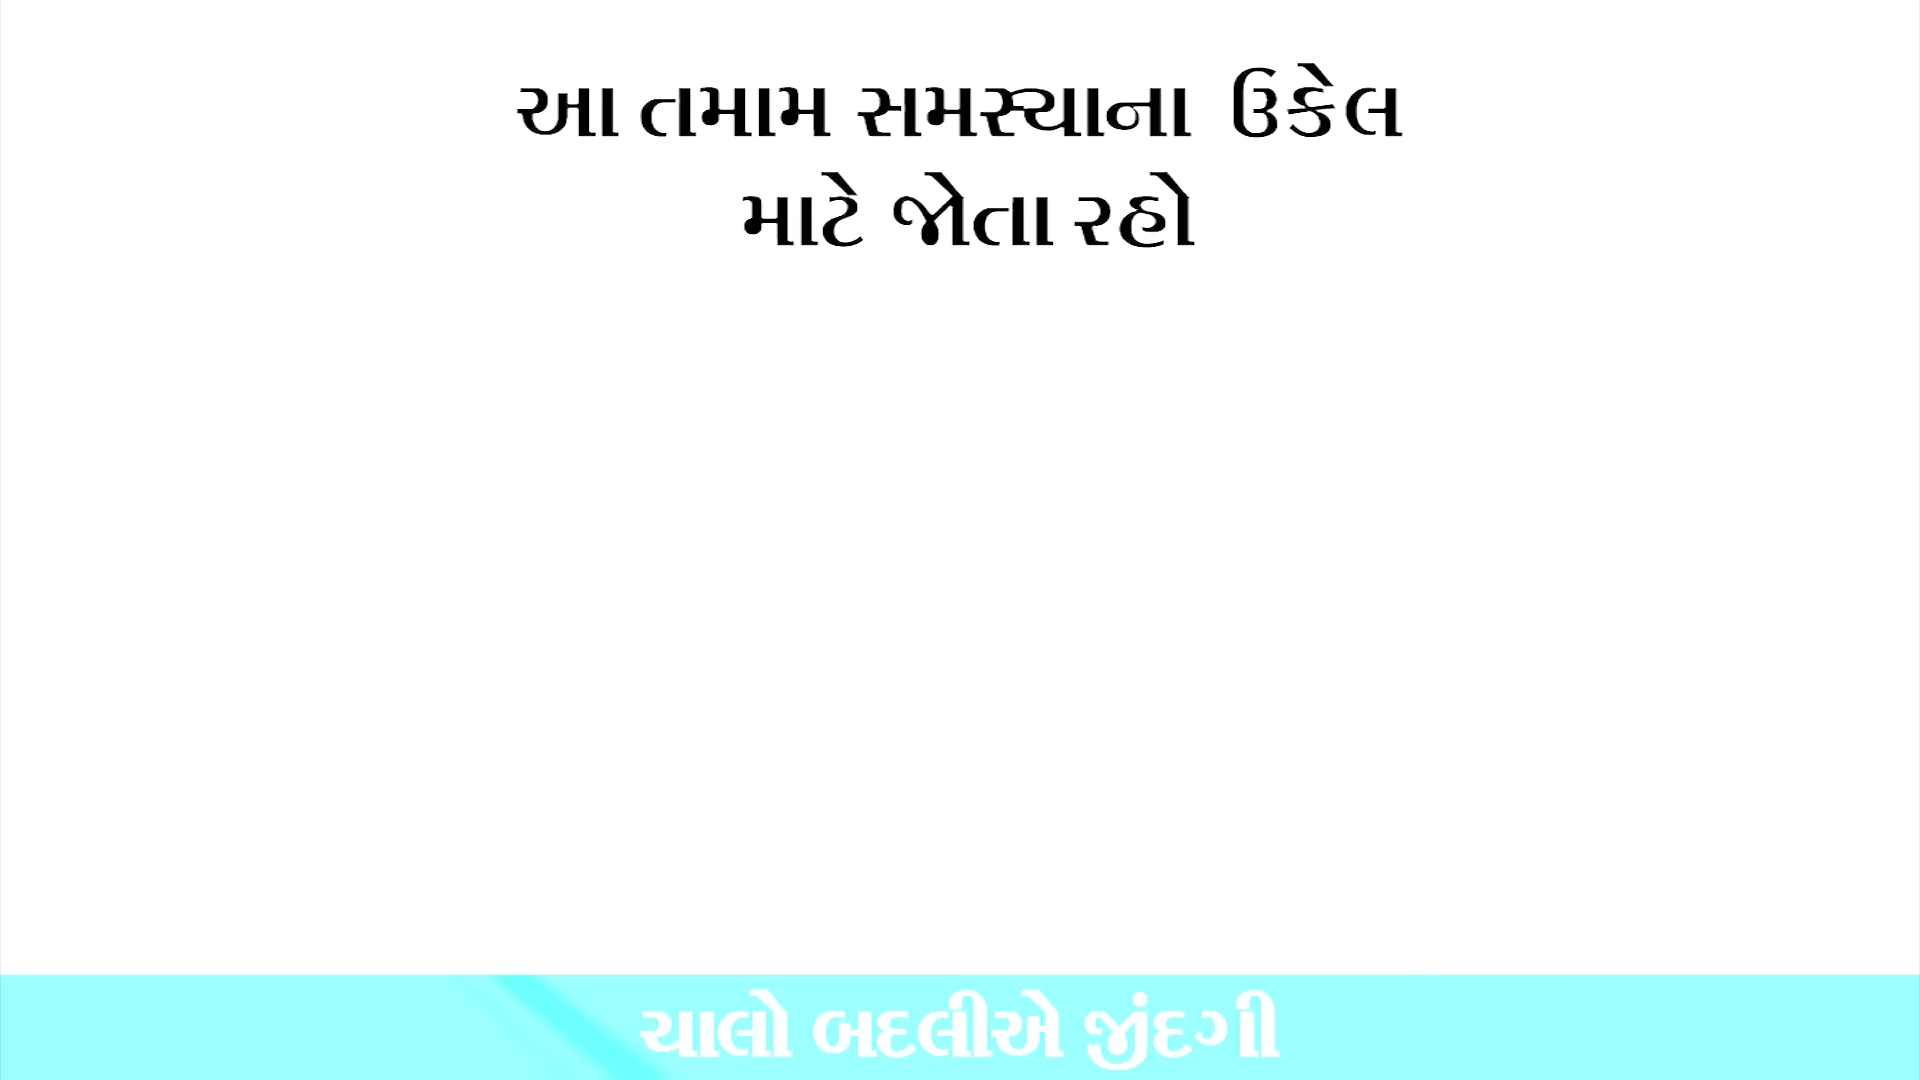 આ તમામ સમસ્યાના ઉકેલ
માટે જોતા રહો
ચાલો બદલીએ જીંદગી